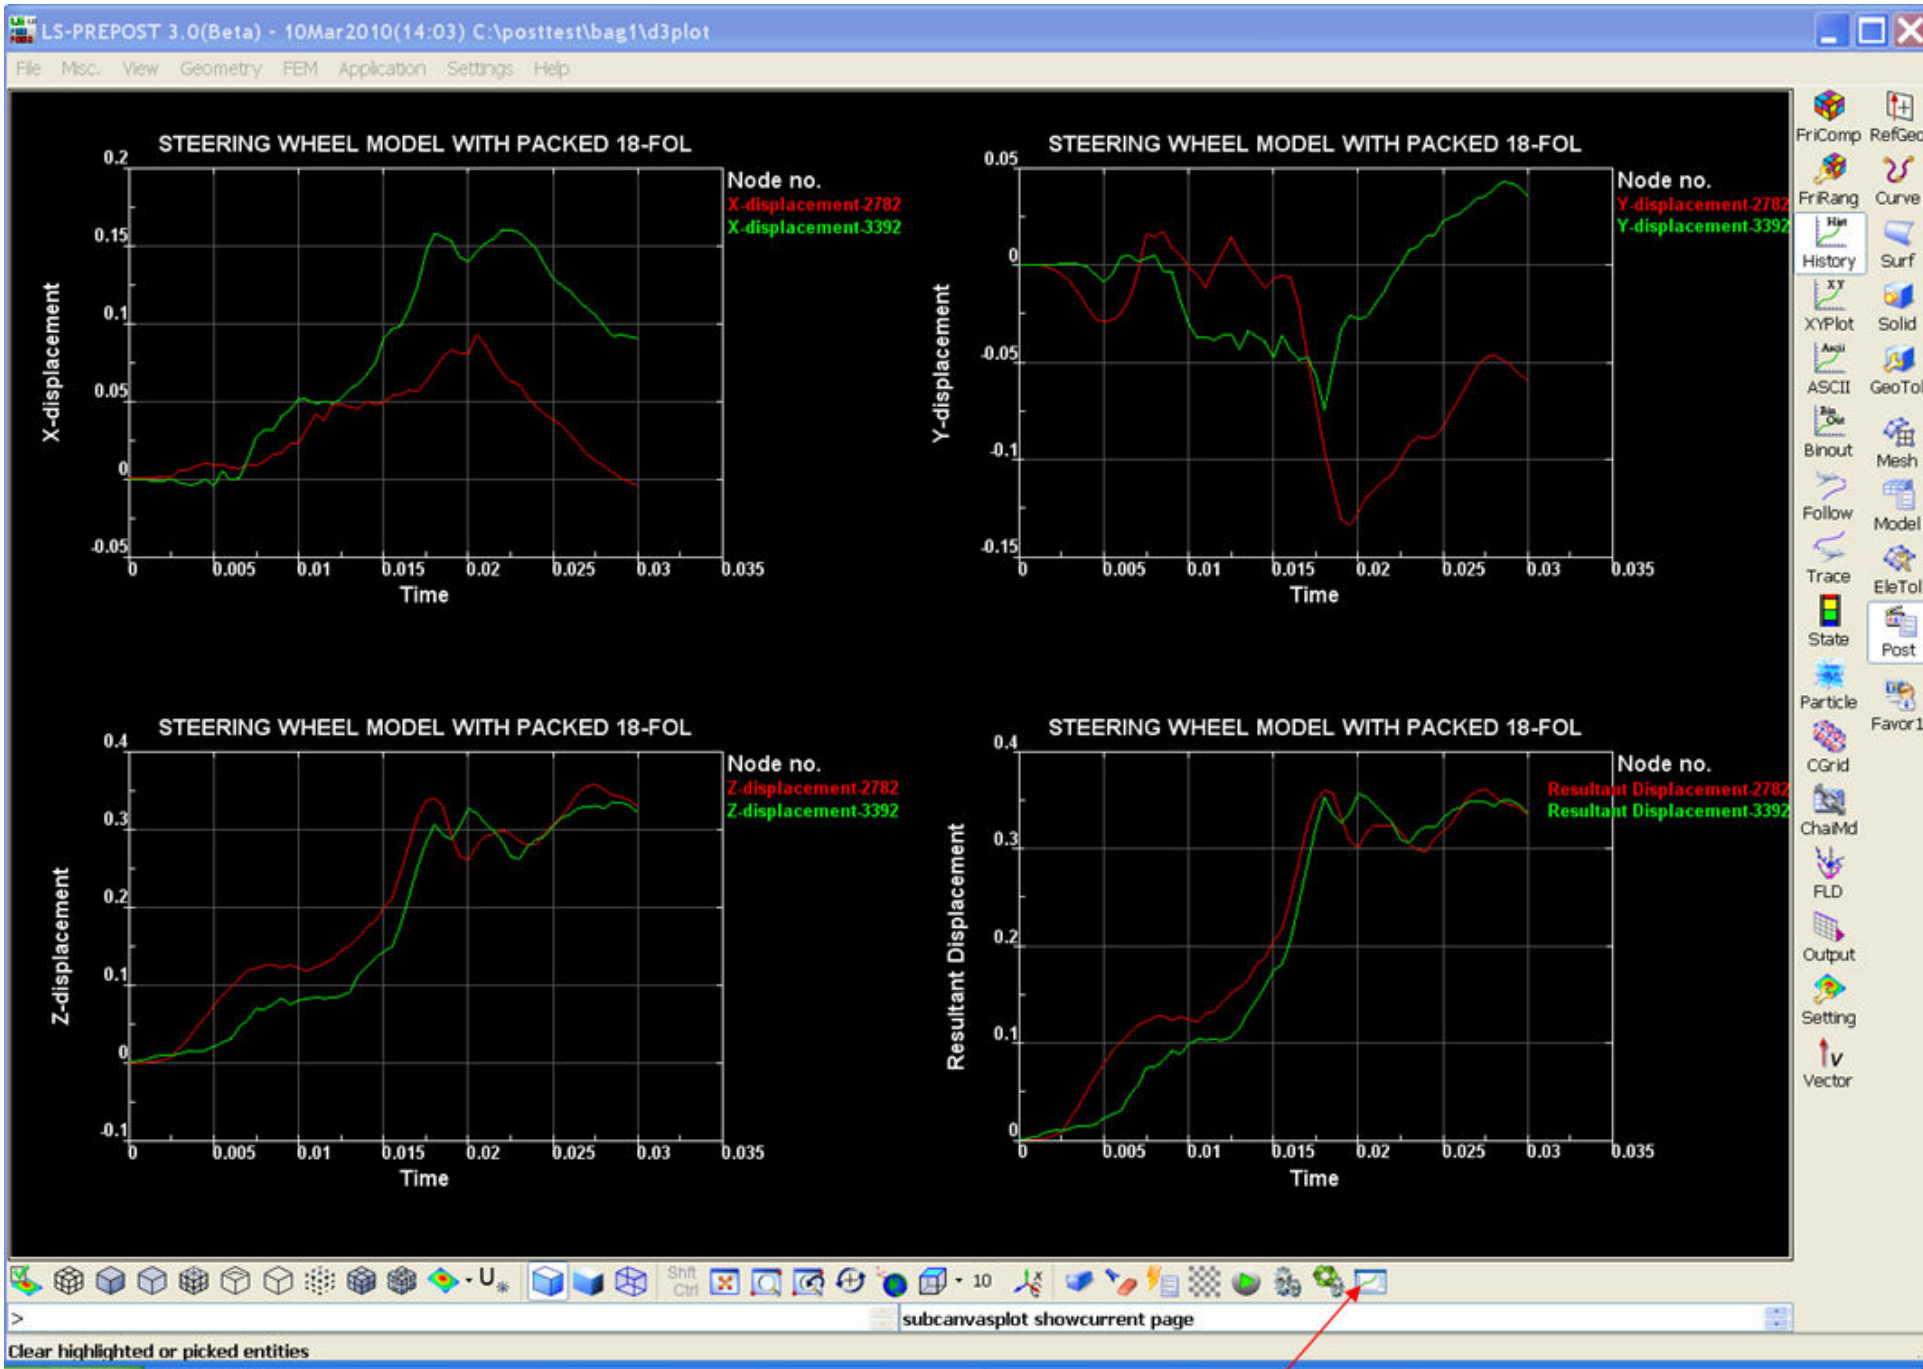 LS-PREPOST 3.0(Beta) - 10Mar2010(14:03) C:\posttest\bag1\d3plot
File Misc. View Geometry FEM Application Settings Help
STEERING WHEEL MODEL WITH PACKED 18-FOL
Node no.
X-displacement-2782
X-displacement-3392
0.2
0.15
0.1
0.05
0
-0.05
X-displacement
0 0.005 0.01 0.015 0.02 0.025 0.03 0.035
Time
STEERING WHEEL MODEL WITH PACKED 18-FOL
Node no.
Y-displacement-2782
Y-displacement-3392
0.05
0
-0.05
-0.1
-0.15
Y-displacement
0 0.005 0.01 0.015 0.02 0.025 0.03 0.035
Time
STEERING WHEEL MODEL WITH PACKED 18-FOL
Node no.
Z-displacement-2782
Z-displacement-3392
0.4
0.3
0.2
0.1
0
-0.1
Z-displacement
0 0.005 0.01 0.015 0.02 0.025 0.03 0.035
Time
STEERING WHEEL MODEL WITH PACKED 18-FOL
Node no.
Resultant Displacement-2782
Resultant Displacement-3392
0.4
0.3
0.2
0.1
0
Resultant Displacement
0 0.005 0.01 0.015 0.02 0.025 0.03 0.035
Time
FriComp RefGeo
FriRang Curve
Hist
History Surf
XY
XYPlot Solid
Ascii
ASCII GeoTol
Bin Out
Binout Mesh
Follow Model
Trace EleTol
State Post
Particle Favor1
CGrid
ChaiMd
FLD
Output
Setting
V
Vector
Shft
Ctrl
10
>
subcanvasplot showcurrent page
Clear highlighted or picked entities